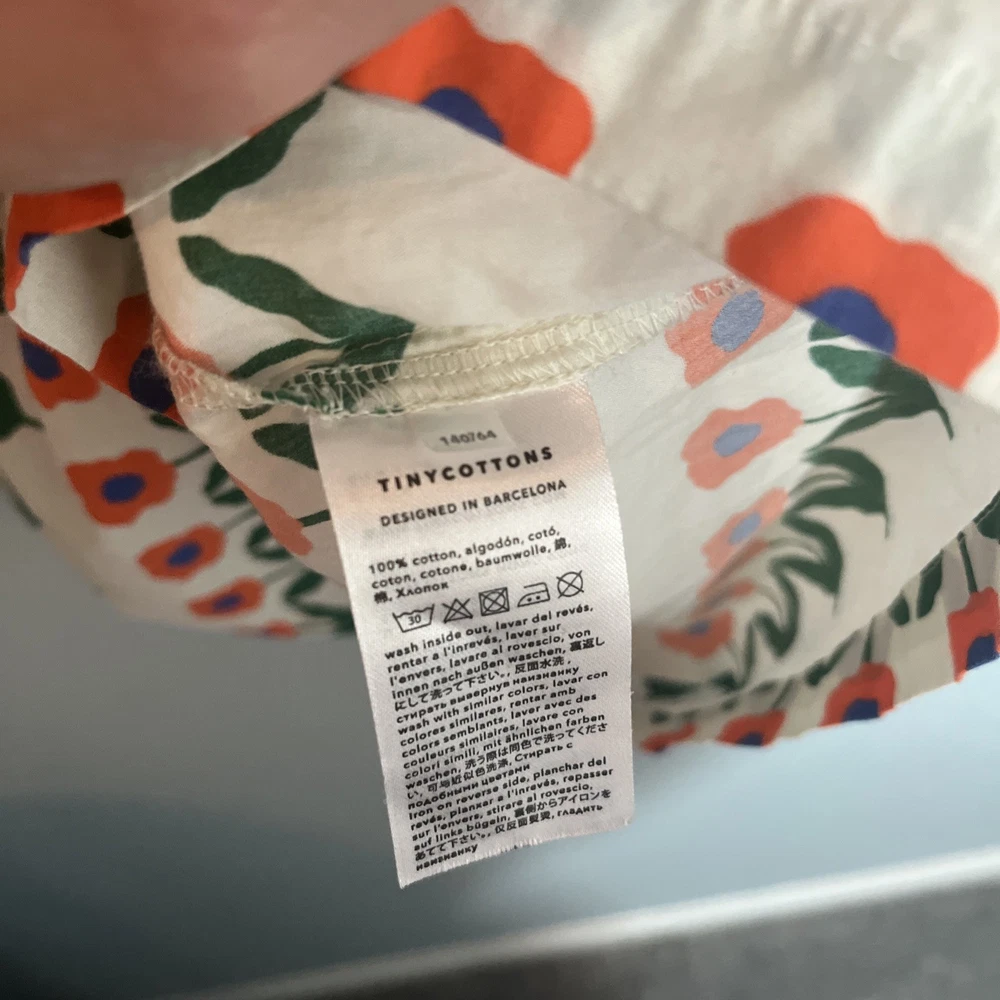 140764
TINYCOTTONS
DESIGNED IN BARCELONA
100% cotton, algodón, cotó,
coton, cotone, baumwolle, 綿,
棉, Хлопок
30
wash inside out, lavar del revés,
rentar a l'inrevés, laver sur
l'envers, lavare al rovescio, von
innen nach außen waschen, 裏返し
にして洗って下さい。, 反面水洗,
стирать вывернув наизнанку
wash with similar colors, lavar con
colores similares, rentar amb
colors semblants, laver avec des
couleurs similaires, lavare con
colori simili, mit ähnlichen farben
waschen, 洗う際は同色で洗ってくださ
い, 可与近似色洗涤, Стирать с
подобными цветами
Iron on reverse side, planchar del
revés, planxar a l'inrevés, repasser
sur l'envers, stirare al rovescio,
auf links bügeln, 裏側からアイロンを
あてて下さい。, 仅反面熨烫, гладить
наизнанку